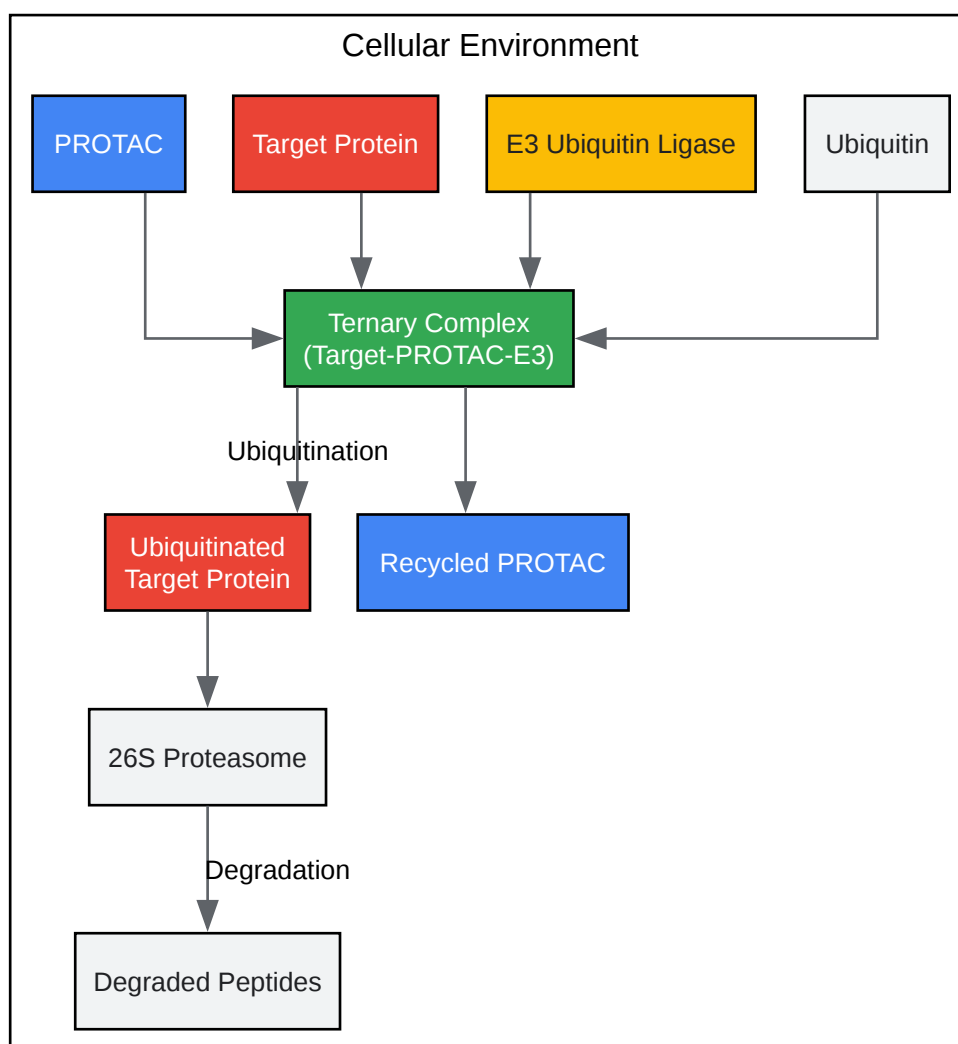 Cellular Environment
PROTAC
Target Protein
E3 Ubiquitin Ligase
Ubiquitin
Ternary Complex
(Target-PROTAC-E3)
Ubiquitination
Ubiquitinated
Target Protein
Recycled PROTAC
26S Proteasome
Degradation
Degraded Peptides